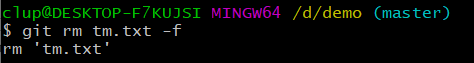 clup@DESKTOP-F7KUJSI MINGW64 /d/demo (master)
$ git rm tm.txt -f
rm 'tm.txt'